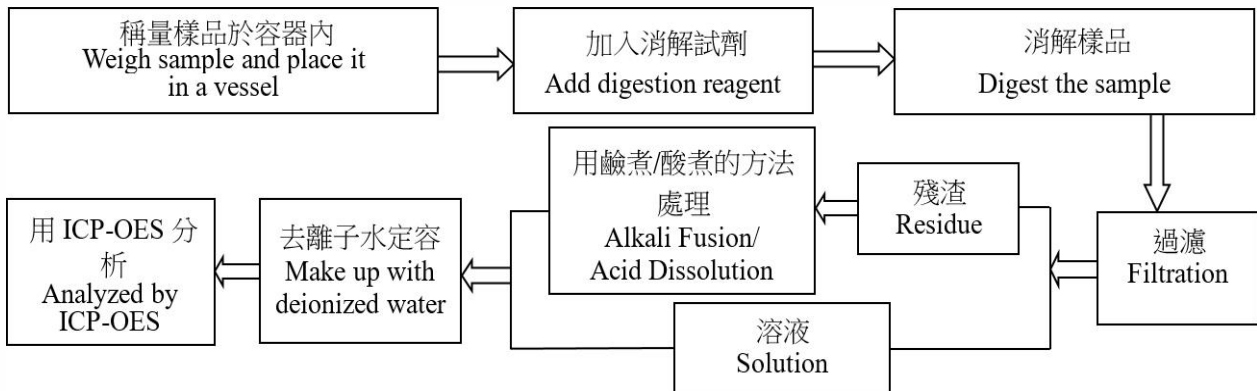 稱量樣品於容器內
Weigh sample and place it
in a vessel
加入消解試劑
Add digestion reagent
消解樣品
Digest the sample
過濾
Filtration
殘渣
Residue
用鹼煮/酸煮的方法
處理
Alkali Fusion/
Acid Dissolution
溶液
Solution
去離子水定容
Make up with
deionized water
用 ICP-OES 分
析
Analyzed by
ICP-OES